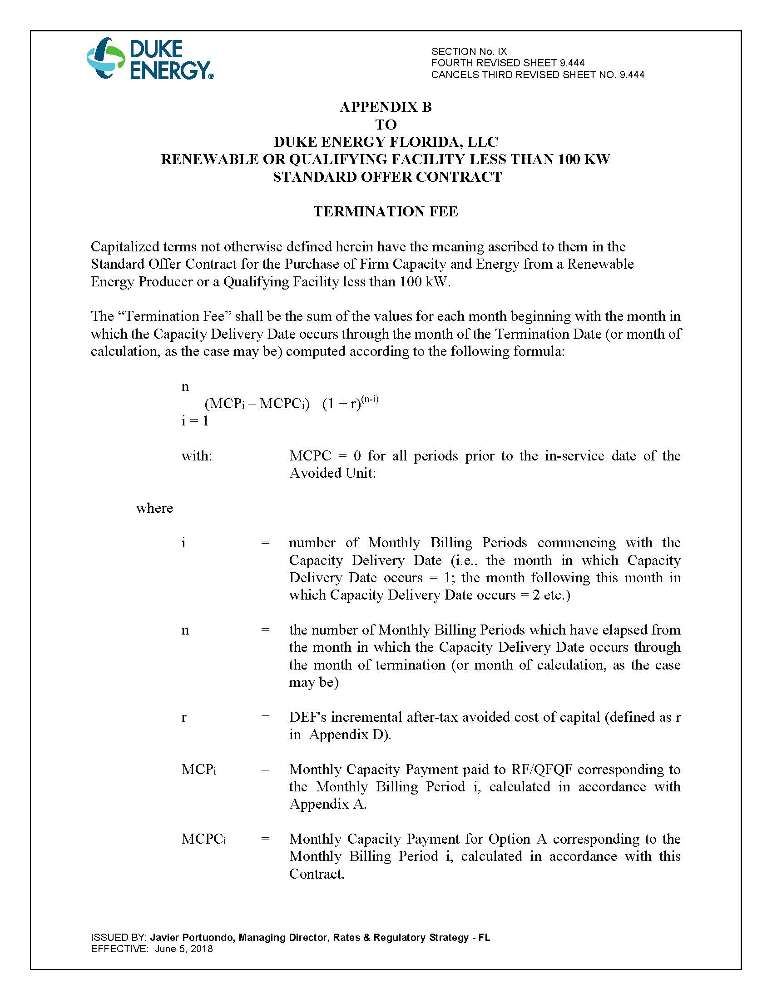 DUKE
ENERGY®
SECTION No. IX
FOURTH REVISED SHEET 9.444
CANCELS THIRD REVISED SHEET NO. 9.444
APPENDIX B
TO
DUKE ENERGY FLORIDA, LLC
RENEWABLE OR QUALIFYING FACILITY LESS THAN 100 KW
STANDARD OFFER CONTRACT
TERMINATION FEE
Capitalized terms not otherwise defined herein have the meaning ascribed to them in the
Standard Offer Contract for the Purchase of Firm Capacity and Energy from a Renewable
Energy Producer or a Qualifying Facility less than 100 kW.
The “Termination Fee” shall be the sum of the values for each month beginning with the month in
which the Capacity Delivery Date occurs through the month of the Termination Date (or month of
calculation, as the case may be) computed according to the following formula:
n
(MCPi – MCPCi) (1 + r)(n-i)
i = 1
with: MCPC = 0 for all periods prior to the in-service date of the
Avoided Unit:
where
i = number of Monthly Billing Periods commencing with the
Capacity Delivery Date (i.e., the month in which Capacity
Delivery Date occurs = 1; the month following this month in
which Capacity Delivery Date occurs = 2 etc.)
n = the number of Monthly Billing Periods which have elapsed from
the month in which the Capacity Delivery Date occurs through
the month of termination (or month of calculation, as the case
may be)
r = DEF's incremental after-tax avoided cost of capital (defined as r
in Appendix D).
MCPi = Monthly Capacity Payment paid to RF/QFQF corresponding to
the Monthly Billing Period i, calculated in accordance with
Appendix A.
MCPCi = Monthly Capacity Payment for Option A corresponding to the
Monthly Billing Period i, calculated in accordance with this
Contract.
ISSUED BY: Javier Portuondo, Managing Director, Rates & Regulatory Strategy - FL
EFFECTIVE: June 5, 2018